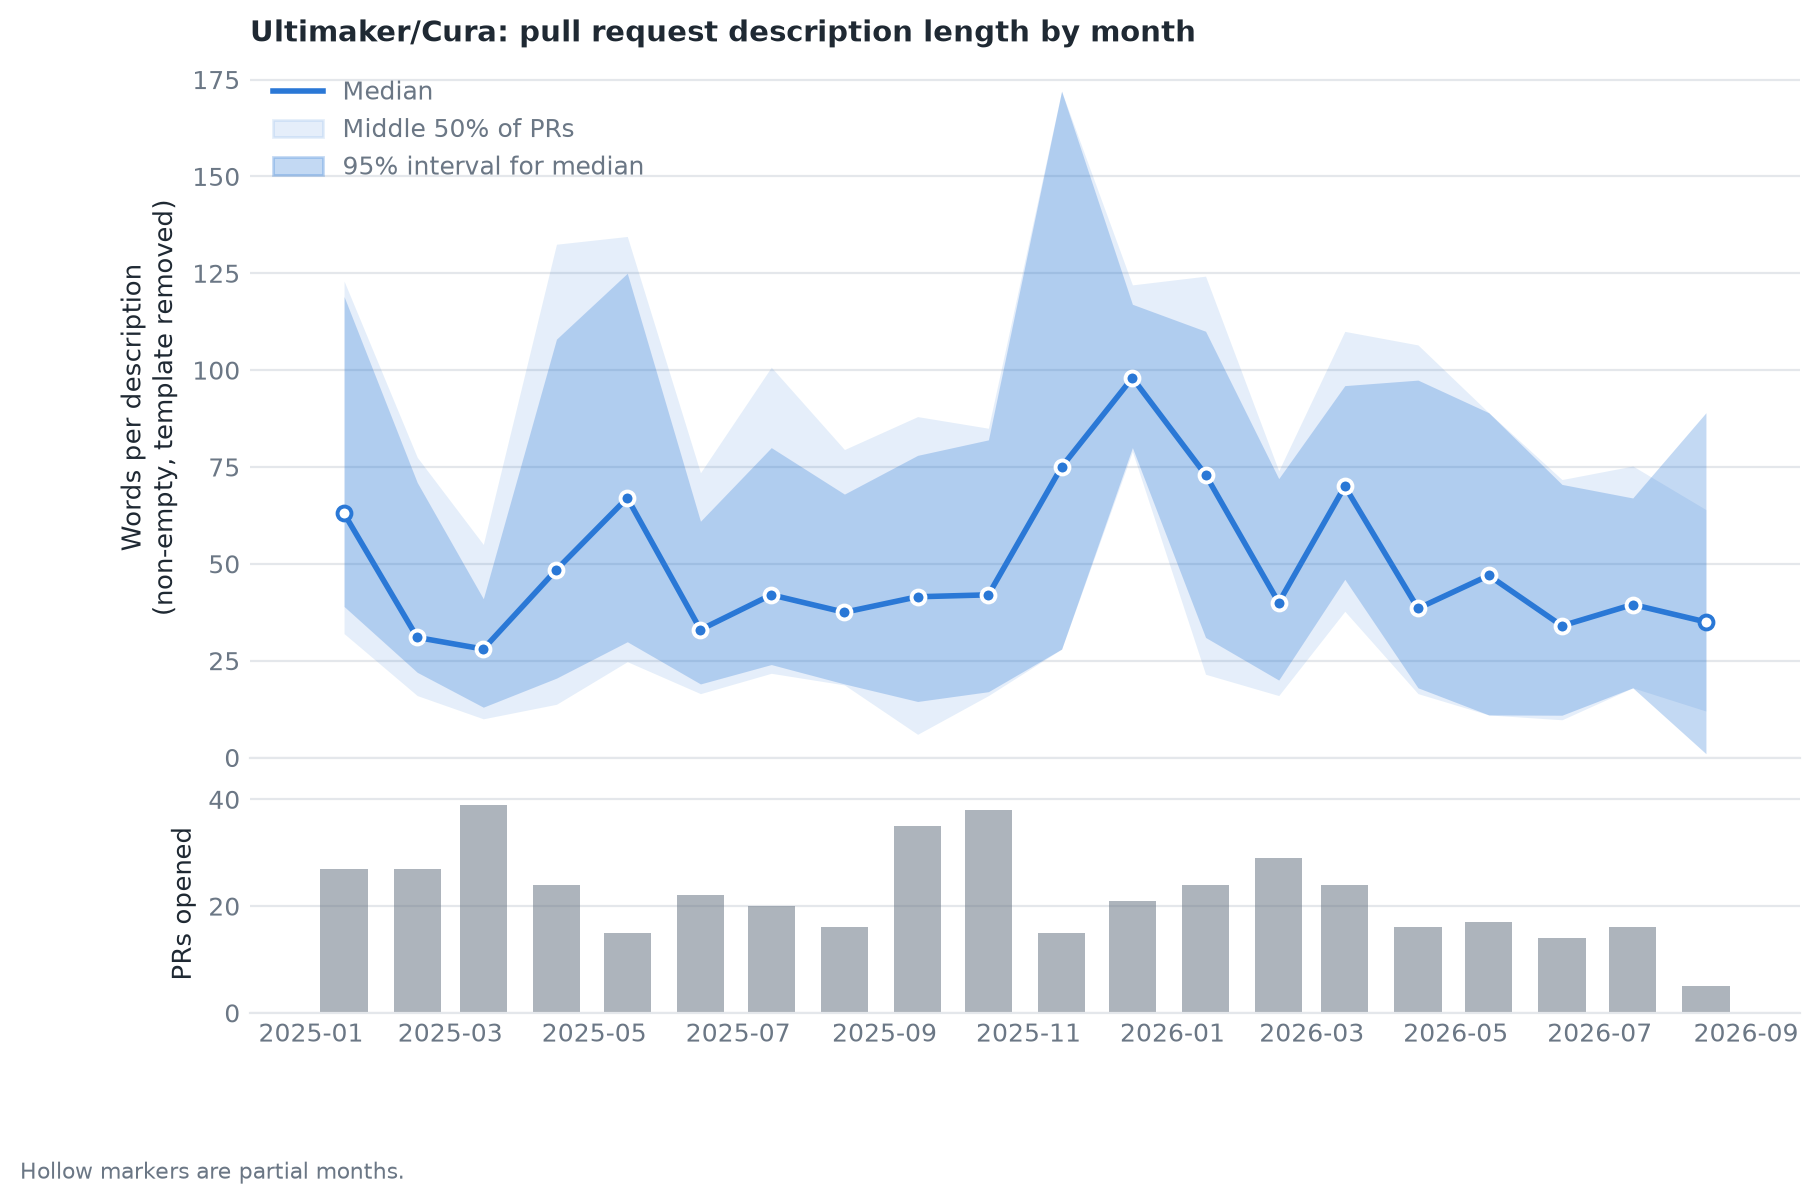 Ultimaker/Cura: pull request description length by month
175
150
125
100
75
50
25
0
Words per description
(non-empty, template removed)
Median
Middle 50% of PRs
95% interval for median
40
20
0
PRs opened
2025-01
2025-03
2025-05
2025-07
2025-09
2025-11
2026-01
2026-03
2026-05
2026-07
2026-09
Hollow markers are partial months.